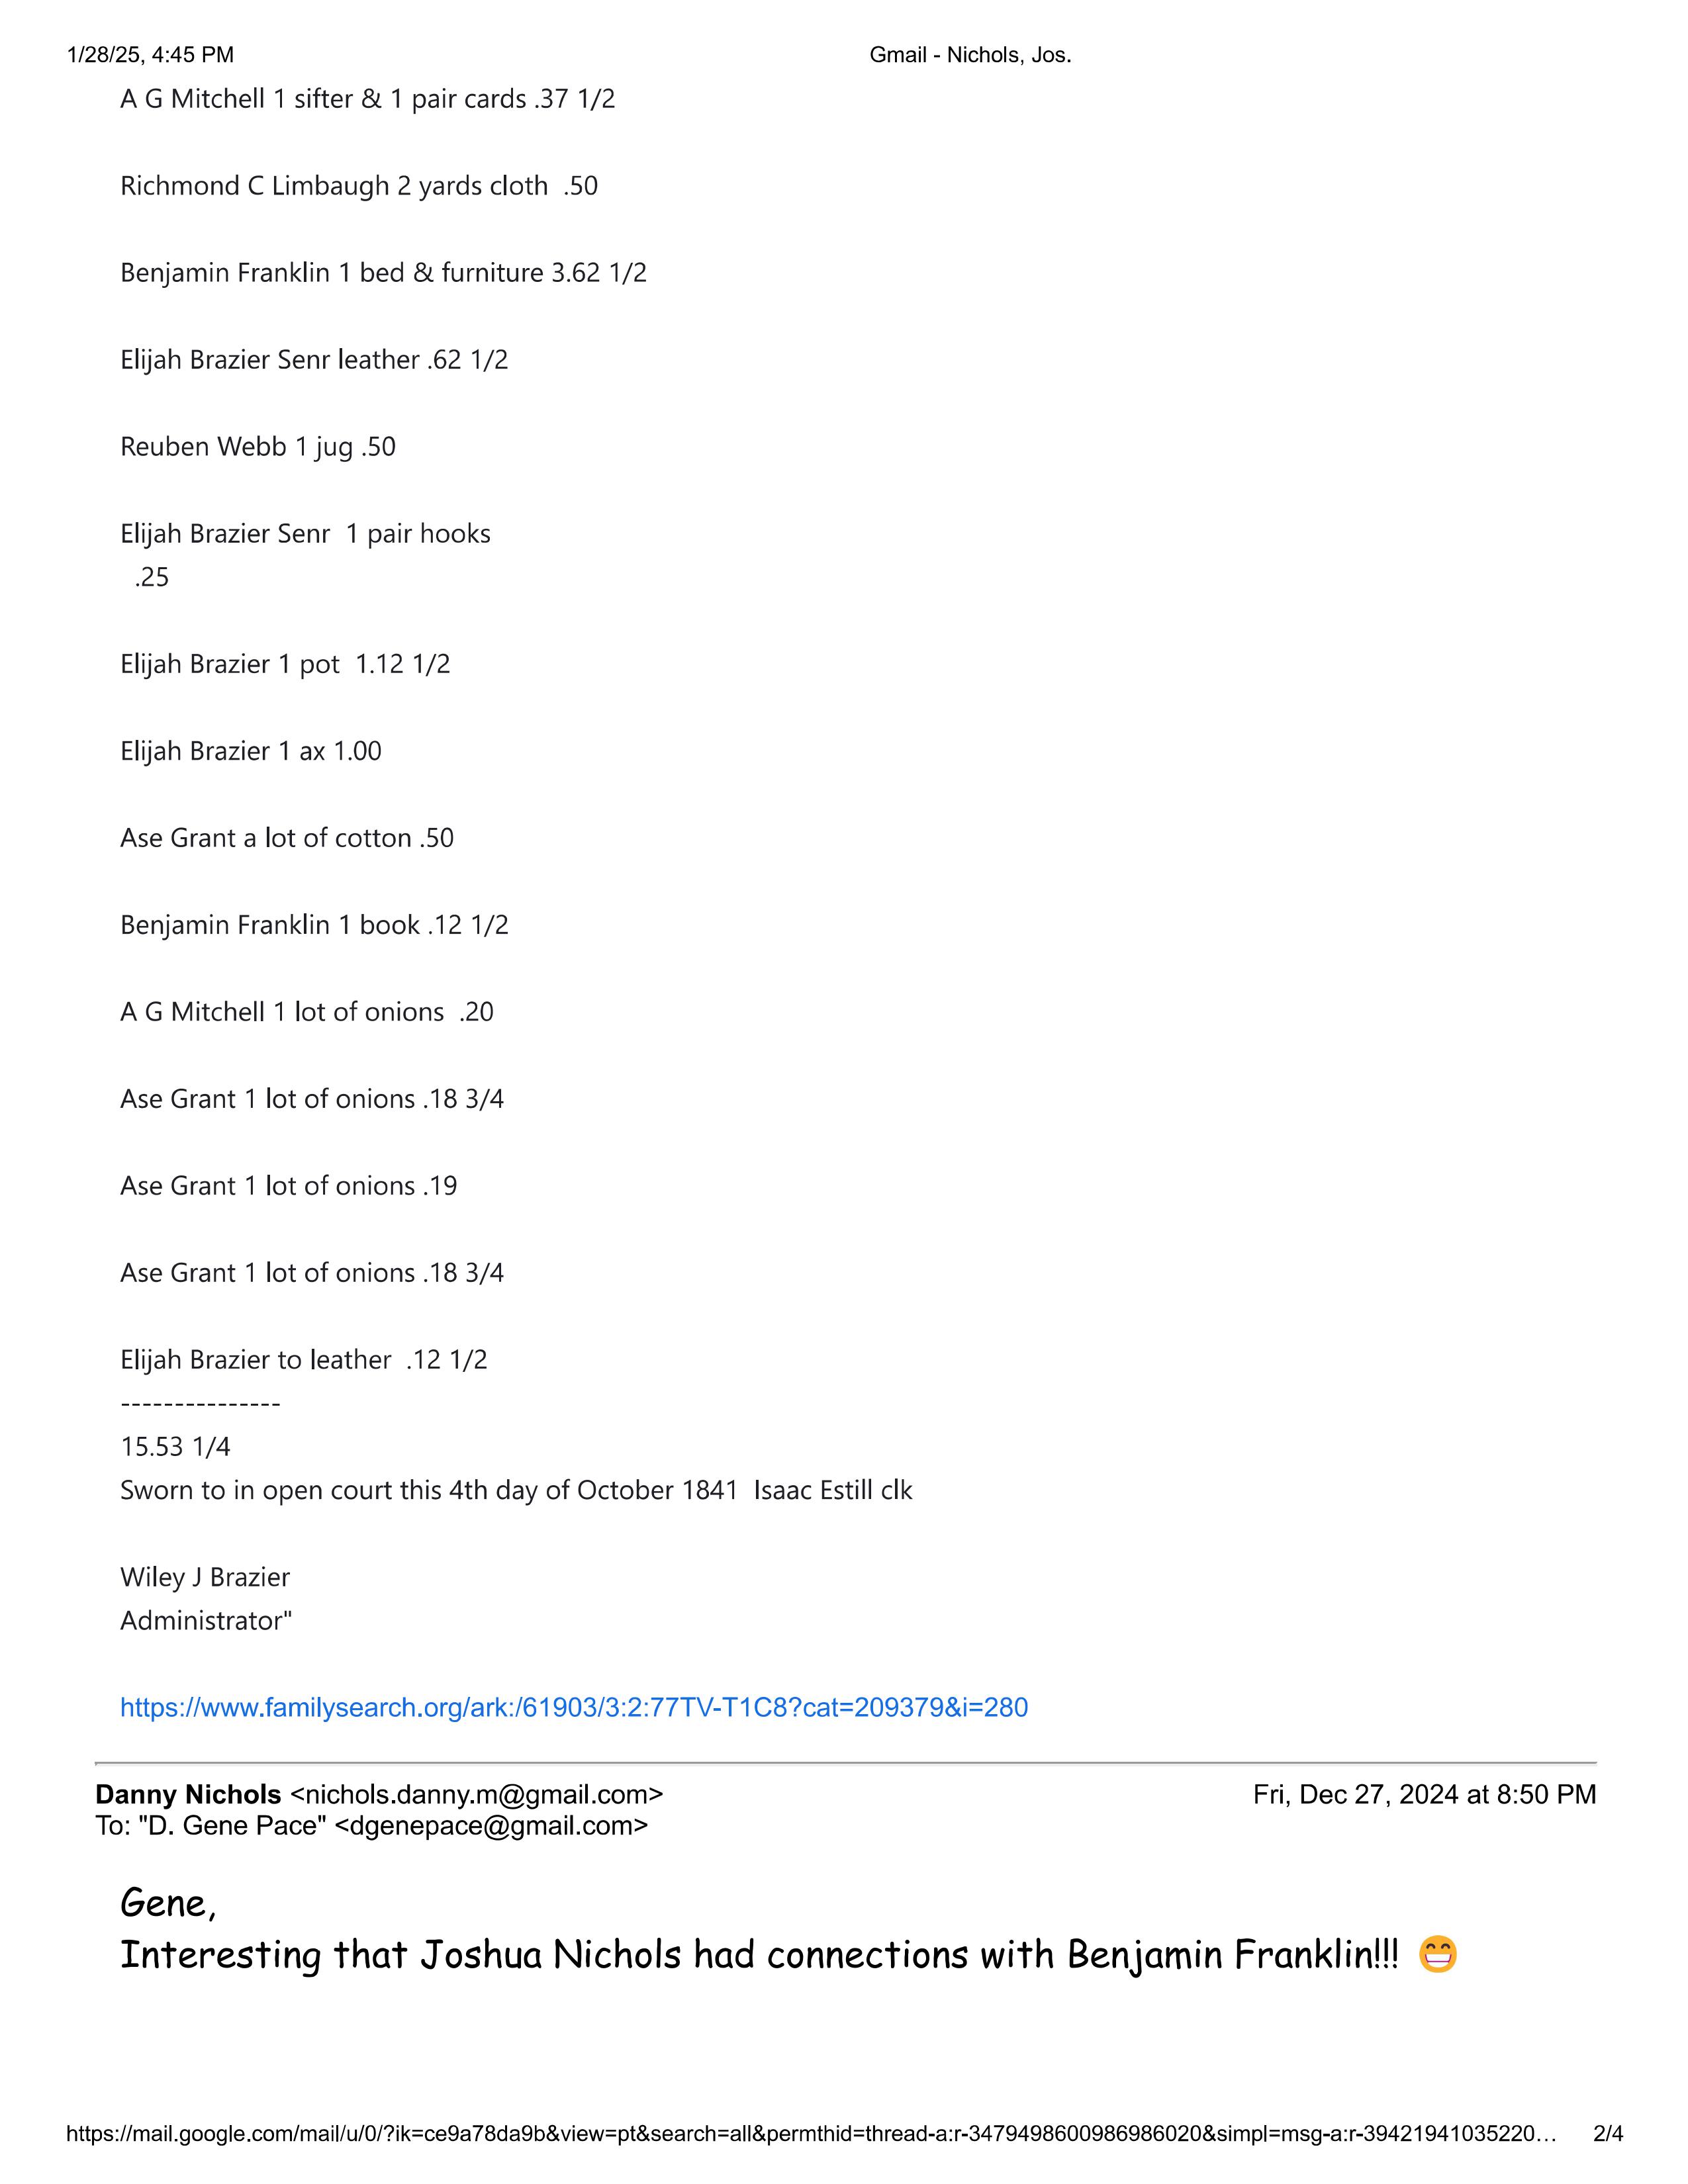 1/28/25, 4:45 PM
Gmail - Nichols, Jos.
A G Mitchell 1 sifter & 1 pair cards .37 1/2
Richmond C Limbaugh 2 yards cloth  .50
Benjamin Franklin 1 bed & furniture 3.62 1/2
Elijah Brazier Senr leather .62 1/2
Reuben Webb 1 jug .50
Elijah Brazier Senr  1 pair hooks
.25
Elijah Brazier 1 pot  1.12 1/2
Elijah Brazier 1 ax 1.00
Ase Grant a lot of cotton .50
Benjamin Franklin 1 book .12 1/2
A G Mitchell 1 lot of onions  .20
Ase Grant 1 lot of onions .18 3/4
Ase Grant 1 lot of onions .19
Ase Grant 1 lot of onions .18 3/4
Elijah Brazier to leather  .12 1/2
---------------
15.53 1/4
Sworn to in open court this 4th day of October 1841  Isaac Estill clk
Wiley J Brazier
Administrator"
https://www.familysearch.org/ark:/61903/3:2:77TV-T1C8?cat=209379&i=280
Danny Nichols <nichols.danny.m@gmail.com>
Fri, Dec 27, 2024 at 8:50 PM
To: "D. Gene Pace" <dgenepace@gmail.com>
Gene,
Interesting that Joshua Nichols had connections with Benjamin Franklin!!! 😁
https://mail.google.com/mail/u/0/?ik=ce9a78da9b&view=pt&search=all&permthid=thread-a:r-3479498600986986020&simpl=msg-a:r-39421941035220…
2/4